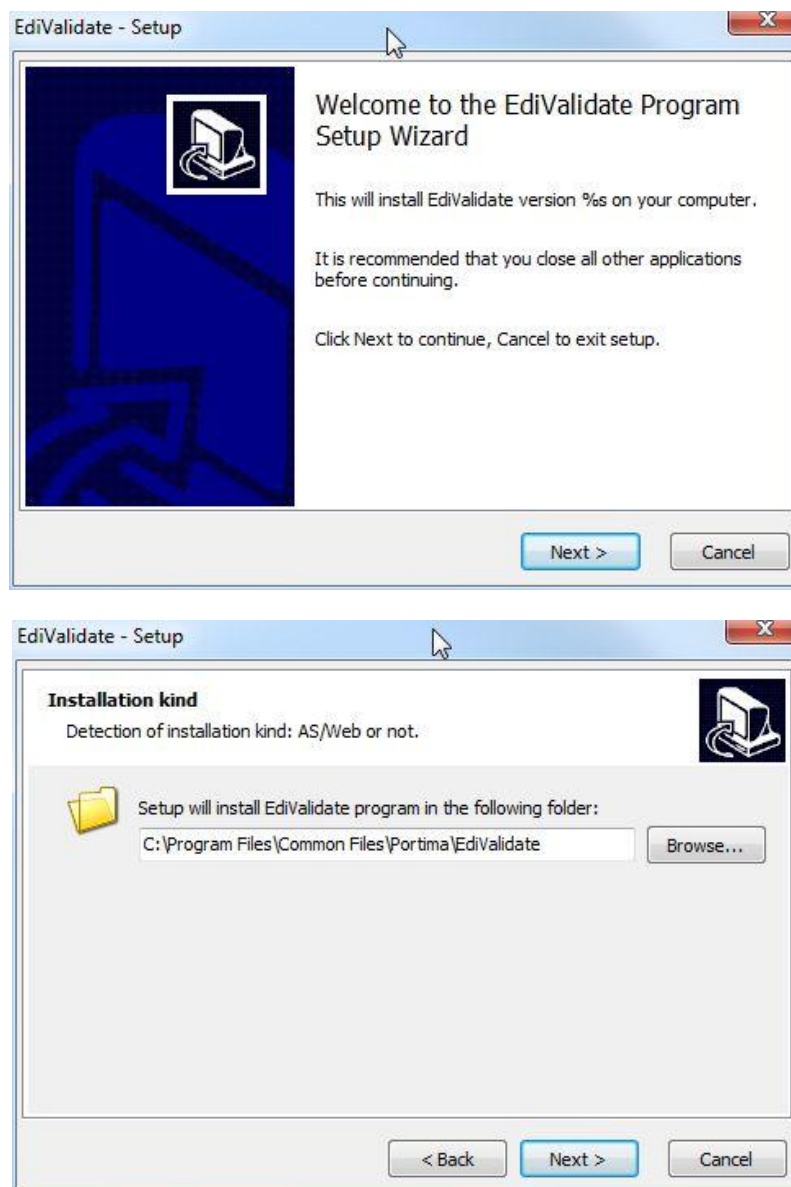 EdiValidate - Setup
Welcome to the EdiValidate Program
Setup Wizard
This will install EdiValidate version %s on your computer.
It is recommended that you close all other applications
before continuing.
Click Next to continue, Cancel to exit setup.
Next >
Cancel
EdiValidate - Setup
Installation kind
Detection of installation kind: AS/Web or not.
Setup will install EdiValidate program in the following folder:
C:\Program Files\Common Files\Portima\EdiValidate
Browse...
< Back
Next >
Cancel